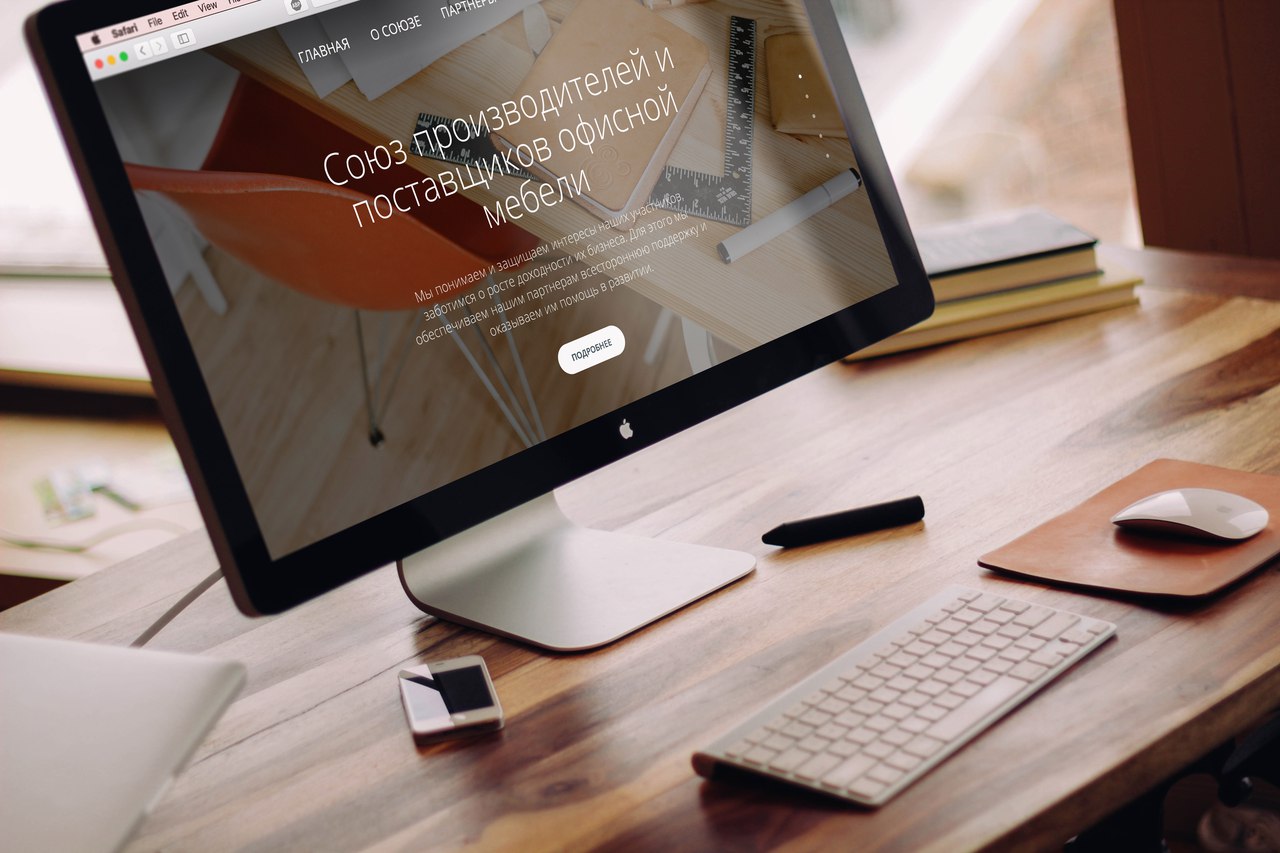 Safari File Edit View
ГЛАВНАЯ О СОЮЗЕ ПАРТНЕРЫ
Союз производителей и
поставщиков офисной
мебели
Мы понимаем и защищаем интересы наших участников,
заботимся о росте доходности их бизнеса. Для этого мы
обеспечиваем нашим партнерам всестороннюю поддержку и
оказываем им помощь в развитии.
ПОДРОБНЕЕ